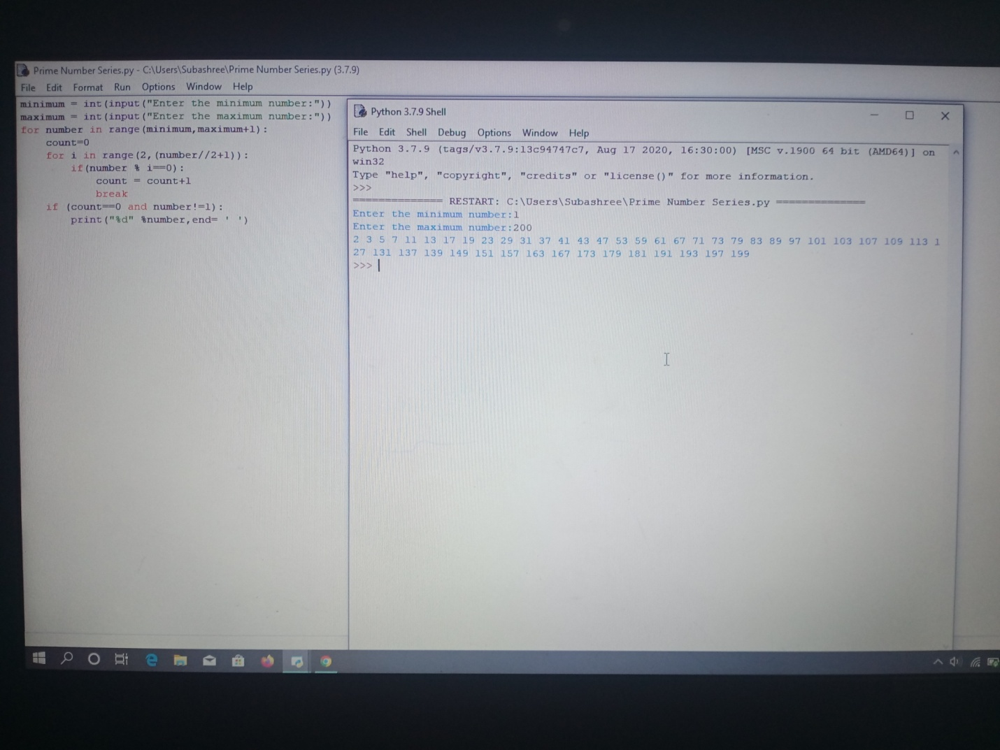 Prime Number Series.py - C:\Users\Subashree\Prime Number Series.py (3.7.9)
File Edit Format Run Options Window Help
minimum = int(input("Enter the minimum number:"))
maximum = int(input("Enter the maximum number:"))
for number in range(minimum,maximum+1):
    count=0
    for i in range(2,(number//2+1)):
        if(number % i==0):
            count = count+1
            break
    if (count==0 and number!=1):
        print("%d" %number,end= ' ')
Python 3.7.9 Shell
File Edit Shell Debug Options Window Help
Python 3.7.9 (tags/v3.7.9:13c94747c7, Aug 17 2020, 16:30:00) [MSC v.1900 64 bit (AMD64)] on
win32
Type "help", "copyright", "credits" or "license()" for more information.
>>>
============== RESTART: C:\Users\Subashree\Prime Number Series.py ==============
Enter the minimum number:1
Enter the maximum number:200
2 3 5 7 11 13 17 19 23 29 31 37 41 43 47 53 59 61 67 71 73 79 83 89 97 101 103 107 109 113 1
27 131 137 139 149 151 157 163 167 173 179 181 191 193 197 199
>>>